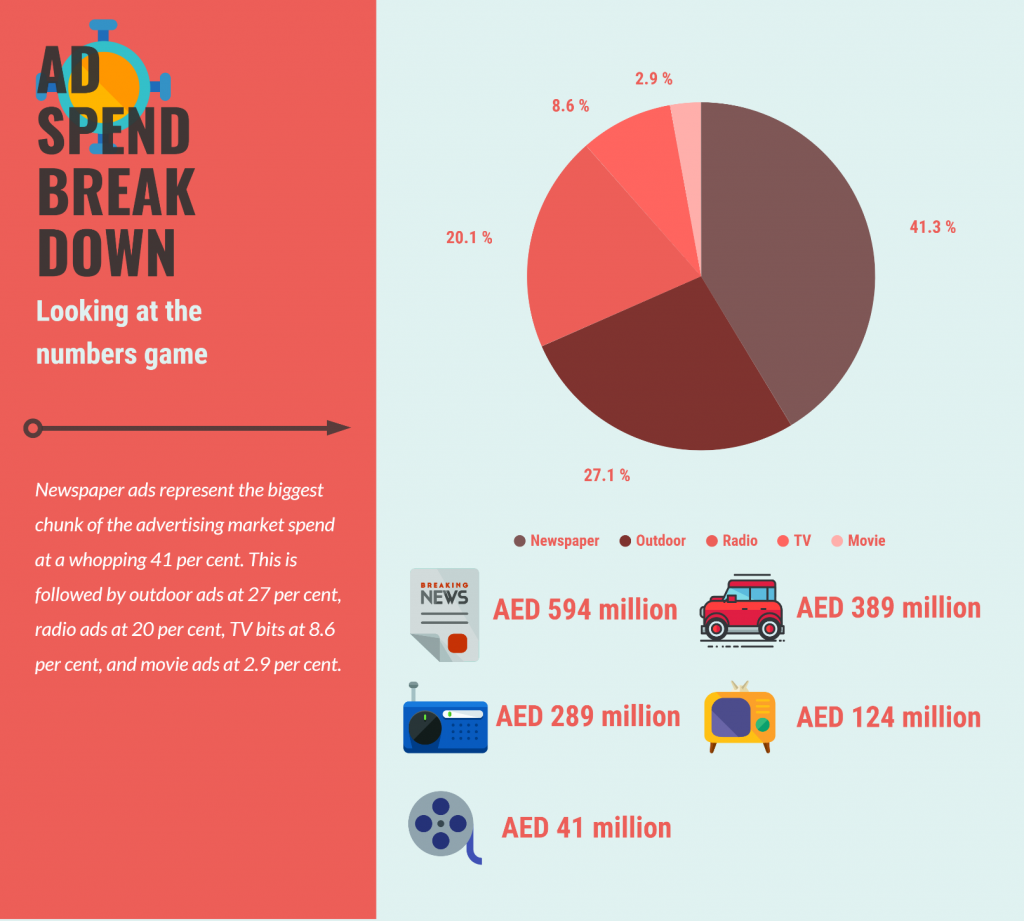 AD
SPEND
BREAK
DOWN
Looking at the
numbers game
Newspaper ads represent the biggest
chunk of the advertising market spend
at a whopping 41 per cent. This is
followed by outdoor ads at 27 per cent,
radio ads at 20 per cent, TV bits at 8.6
per cent, and movie ads at 2.9 per cent.
2.9 %
8.6 %
41.3 %
20.1 %
27.1 %
Newspaper Outdoor Radio TV Movie
BREAKING
NEWS
AED 594 million
AED 389 million
AED 289 million
AED 124 million
AED 41 million